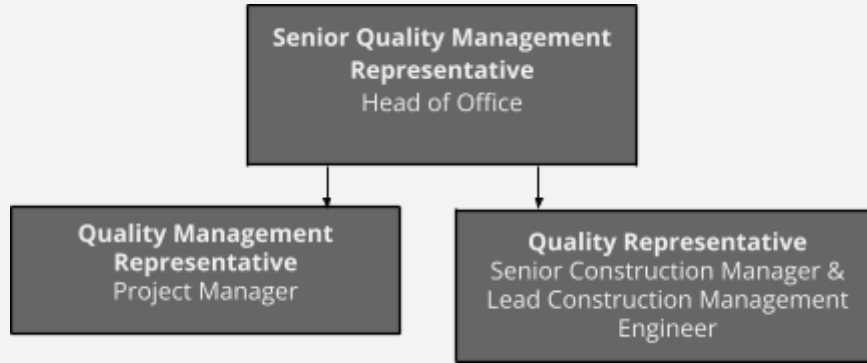 Senior Quality Management
Representative
Head of Office
Quality Management
Representative
Project Manager
Quality Representative
Senior Construction Manager &
Lead Construction Management
Engineer